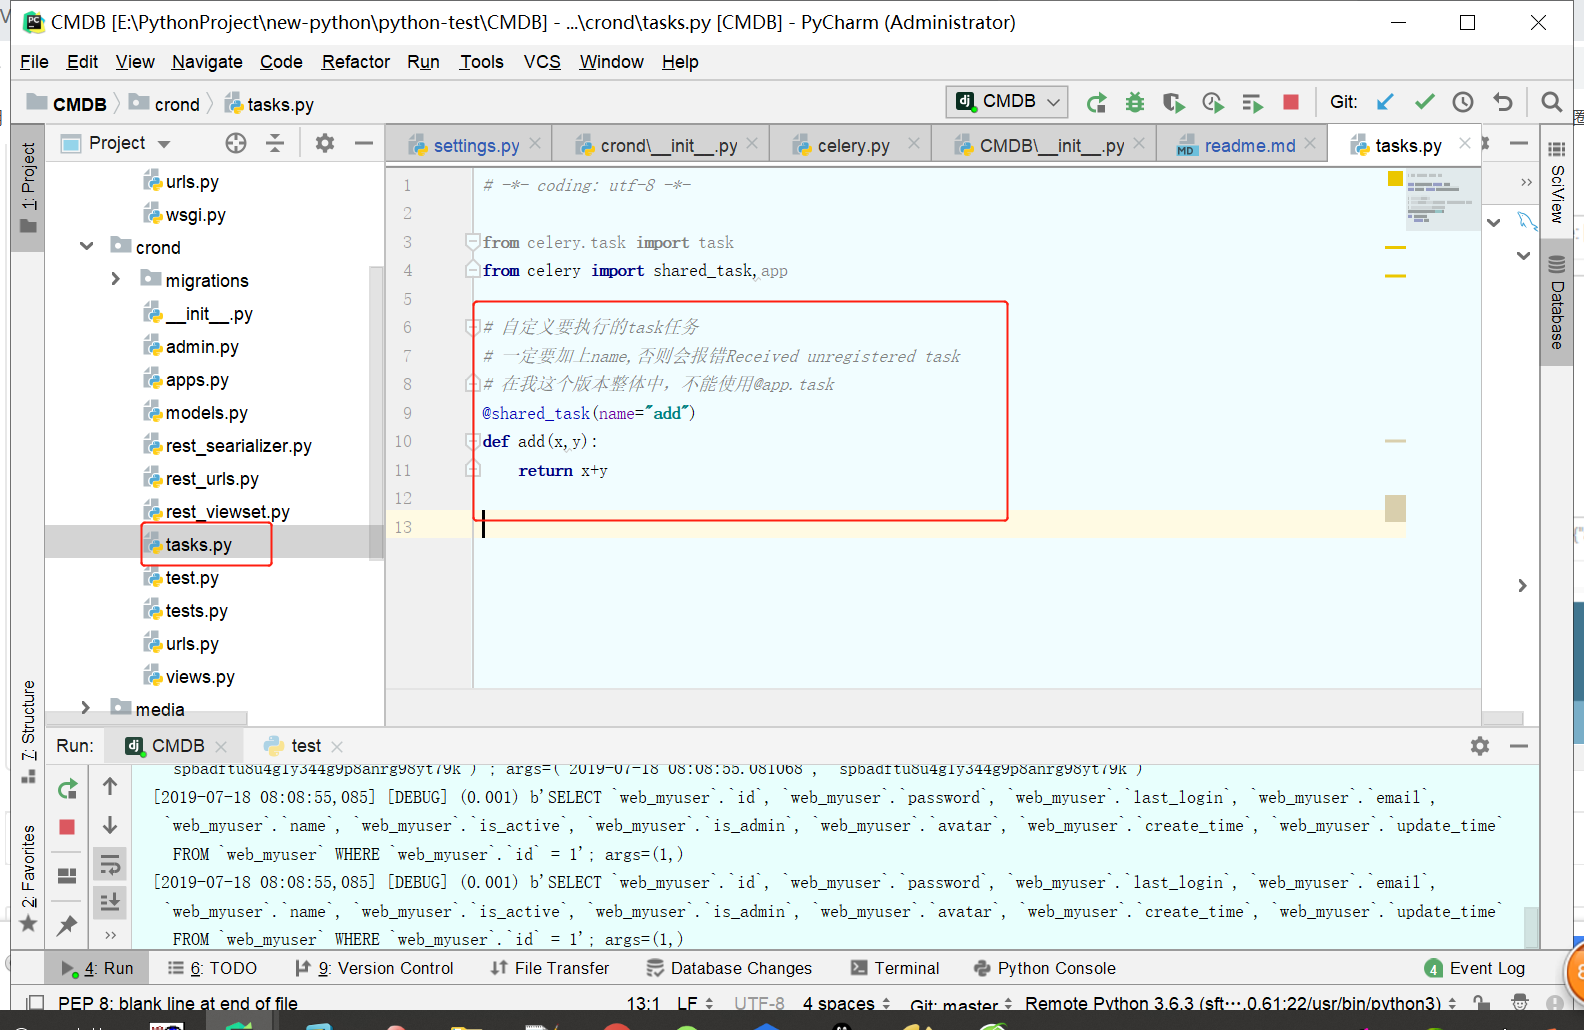 CMDB [E:\PythonProject\new-python\python-test\CMDB] - ...\crond\tasks.py [CMDB] - PyCharm (Administrator)
File Edit View Navigate Code Refactor Run Tools VCS Window Help
CMDB crond tasks.py CMDB Git:
Project settings.py crond\__init__.py celery.py CMDB\__init__.py readme.md tasks.py
1: Project
7: Structure
2: Favorites
SciView
Database
urls.py
wsgi.py
crond
migrations
__init__.py
admin.py
apps.py
models.py
rest_searializer.py
rest_urls.py
rest_viewset.py
tasks.py
test.py
tests.py
urls.py
views.py
media
1 # -*- coding: utf-8 -*-
2
3 from celery.task import task
4 from celery import shared_task,app
5
6 # 自定义要执行的task任务
7 # 一定要加上name,否则会报错Received unregistered task
8 # 在我这个版本整体中，不能使用@app.task
9 @shared_task(name="add")
10 def add(x,y):
11     return x+y
12
13
Run: CMDB test
spbadftu8u4gly344g9p8anrg98yt79k'); args=('2019-07-18 08:08:55.081068', 'spbadftu8u4gly344g9p8anrg98yt79k')
[2019-07-18 08:08:55,085] [DEBUG] (0.001) b'SELECT `web_myuser`.`id`, `web_myuser`.`password`, `web_myuser`.`last_login`, `web_myuser`.`email`,
`web_myuser`.`name`, `web_myuser`.`is_active`, `web_myuser`.`is_admin`, `web_myuser`.`avatar`, `web_myuser`.`create_time`, `web_myuser`.`update_time`
FROM `web_myuser` WHERE `web_myuser`.`id` = 1'; args=(1,)
[2019-07-18 08:08:55,085] [DEBUG] (0.001) b'SELECT `web_myuser`.`id`, `web_myuser`.`password`, `web_myuser`.`last_login`, `web_myuser`.`email`,
`web_myuser`.`name`, `web_myuser`.`is_active`, `web_myuser`.`is_admin`, `web_myuser`.`avatar`, `web_myuser`.`create_time`, `web_myuser`.`update_time`
FROM `web_myuser` WHERE `web_myuser`.`id` = 1'; args=(1,)
4: Run 6: TODO 9: Version Control File Transfer Database Changes Terminal Python Console 4 Event Log
PEP 8: blank line at end of file 13:1 LF UTF-8 4 spaces Git: master Remote Python 3.6.3 (sft···.0.61:22/usr/bin/python3)